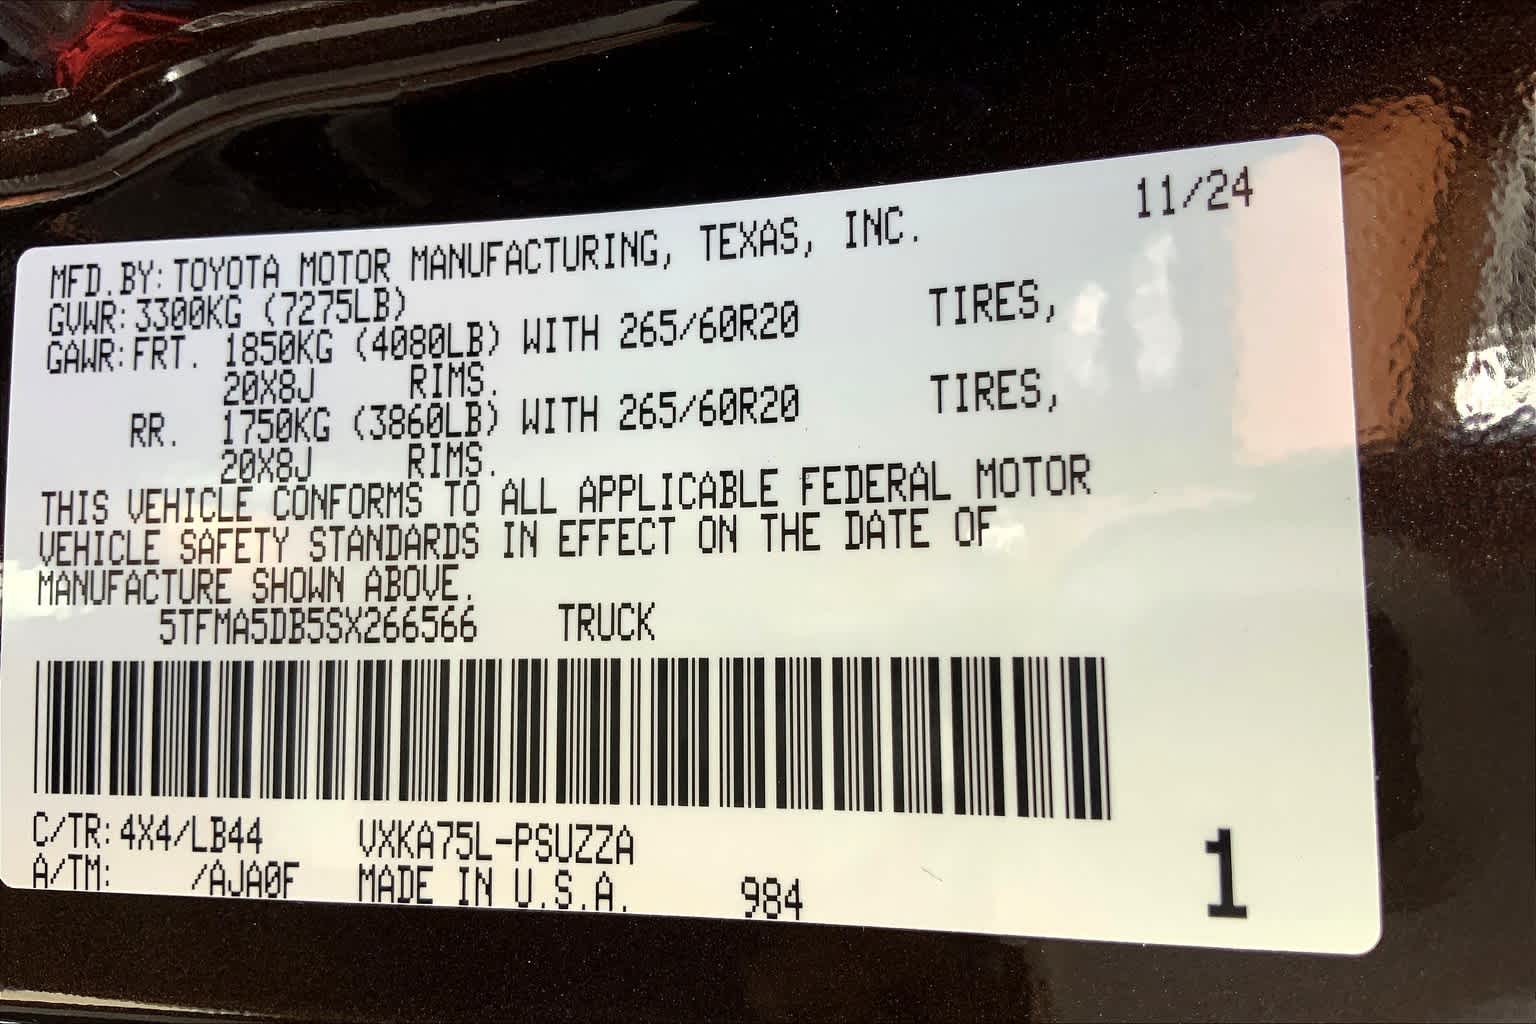 11/24
MFD.BY: TOYOTA MOTOR MANUFACTURING, TEXAS, INC.
GVWR: 3300KG (7275LB)
GAWR: FRT. 1850KG (4080LB) WITH 265/60R20 TIRES,
20X8J RIMS.
RR. 1750KG (3860LB) WITH 265/60R20 TIRES,
20X8J RIMS.
THIS VEHICLE CONFORMS TO ALL APPLICABLE FEDERAL MOTOR
VEHICLE SAFETY STANDARDS IN EFFECT ON THE DATE OF
MANUFACTURE SHOWN ABOVE.
5TFMA5DB5SX266566 TRUCK
C/TR: 4X4/LB44 VXKA75L-PSUZZA
A/TM: /AJA0F MADE IN U.S.A. 984
1